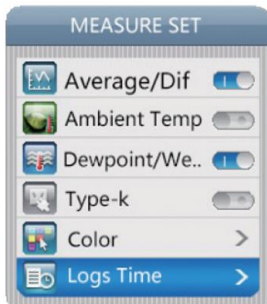 MEASURE SET
Average/Dif
Ambient Temp
Dewpoint/We..
Type-k
Color
Logs Time